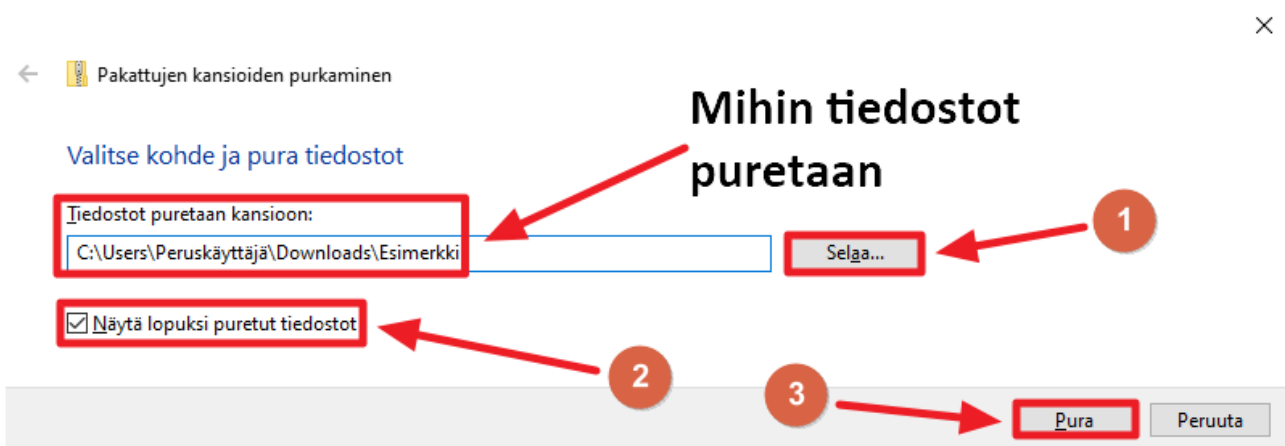 Pakattujen kansioiden purkaminen
Mihin tiedostot
puretaan
Valitse kohde ja pura tiedostot
Tiedostot puretaan kansioon:
1
C:\Users\Peruskäyttäjä\Downloads\Esimerkki
Selaa...
Näytä lopuksi puretut tiedostot
2
3
Pura
Peruuta